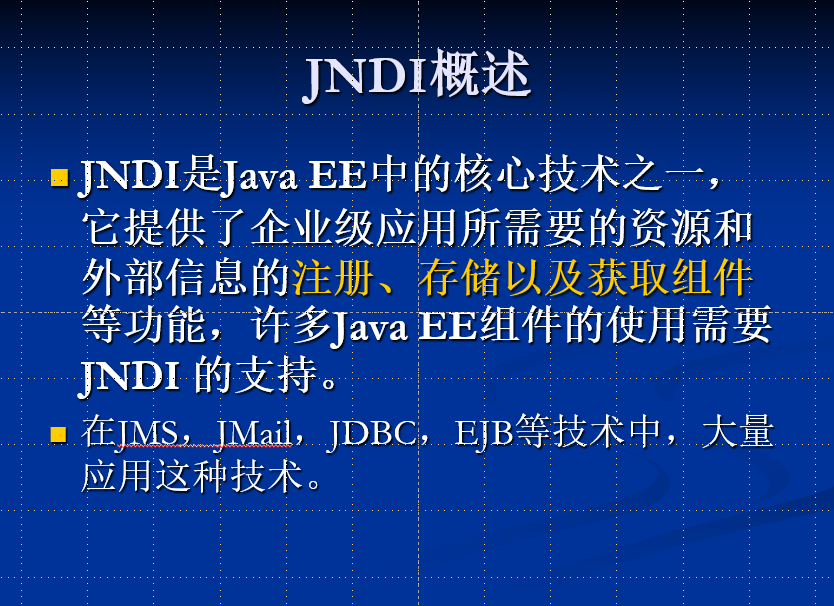 JNDI概述
JNDI是Java EE中的核心技术之一，
它提供了企业级应用所需要的资源和
外部信息的注册、存储以及获取组件
等功能，许多Java EE组件的使用需要
JNDI 的支持。
在JMS，JMail，JDBC，EJB等技术中，大量
应用这种技术。